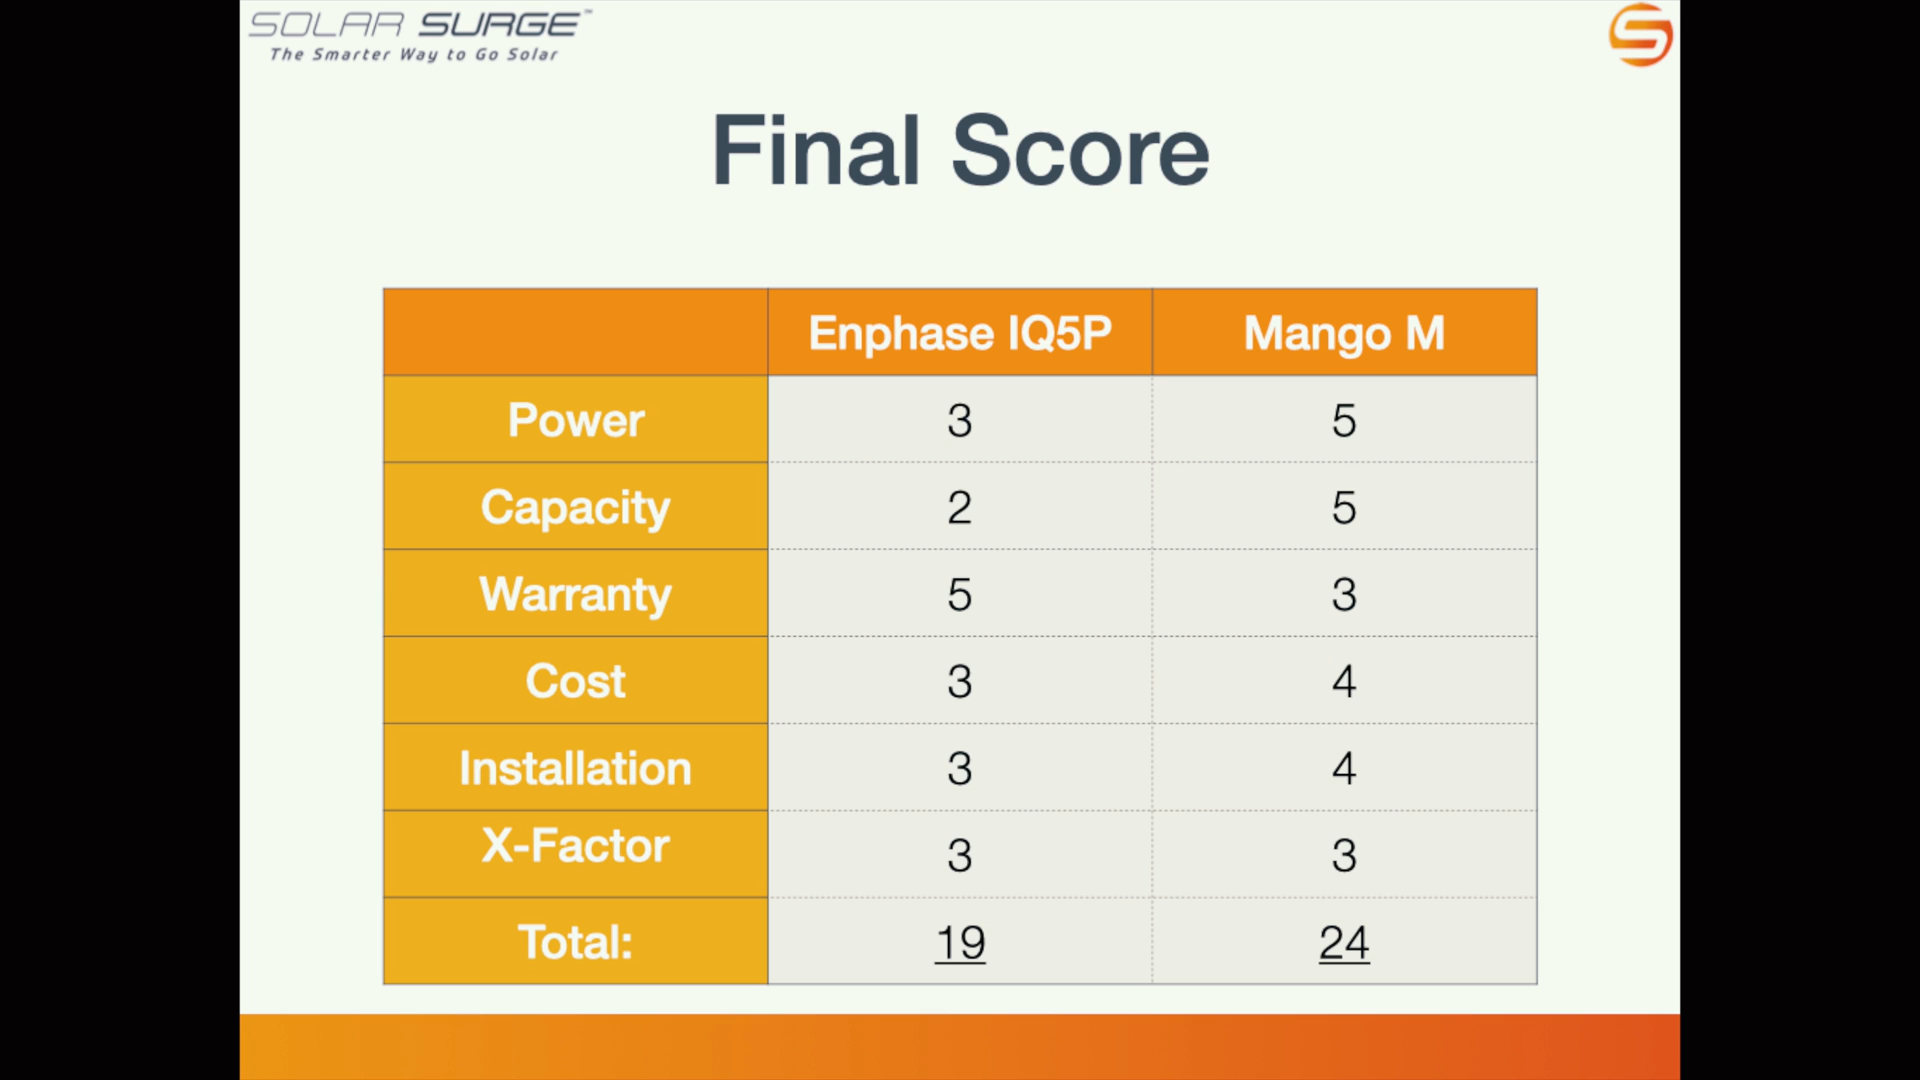 SOLAR SURGE™
The Smarter Way to Go Solar
Final Score
Enphase IQ5P Mango M
Power 3 5
Capacity 2 5
Warranty 5 3
Cost 3 4
Installation 3 4
X-Factor 3 3
Total: 19 24